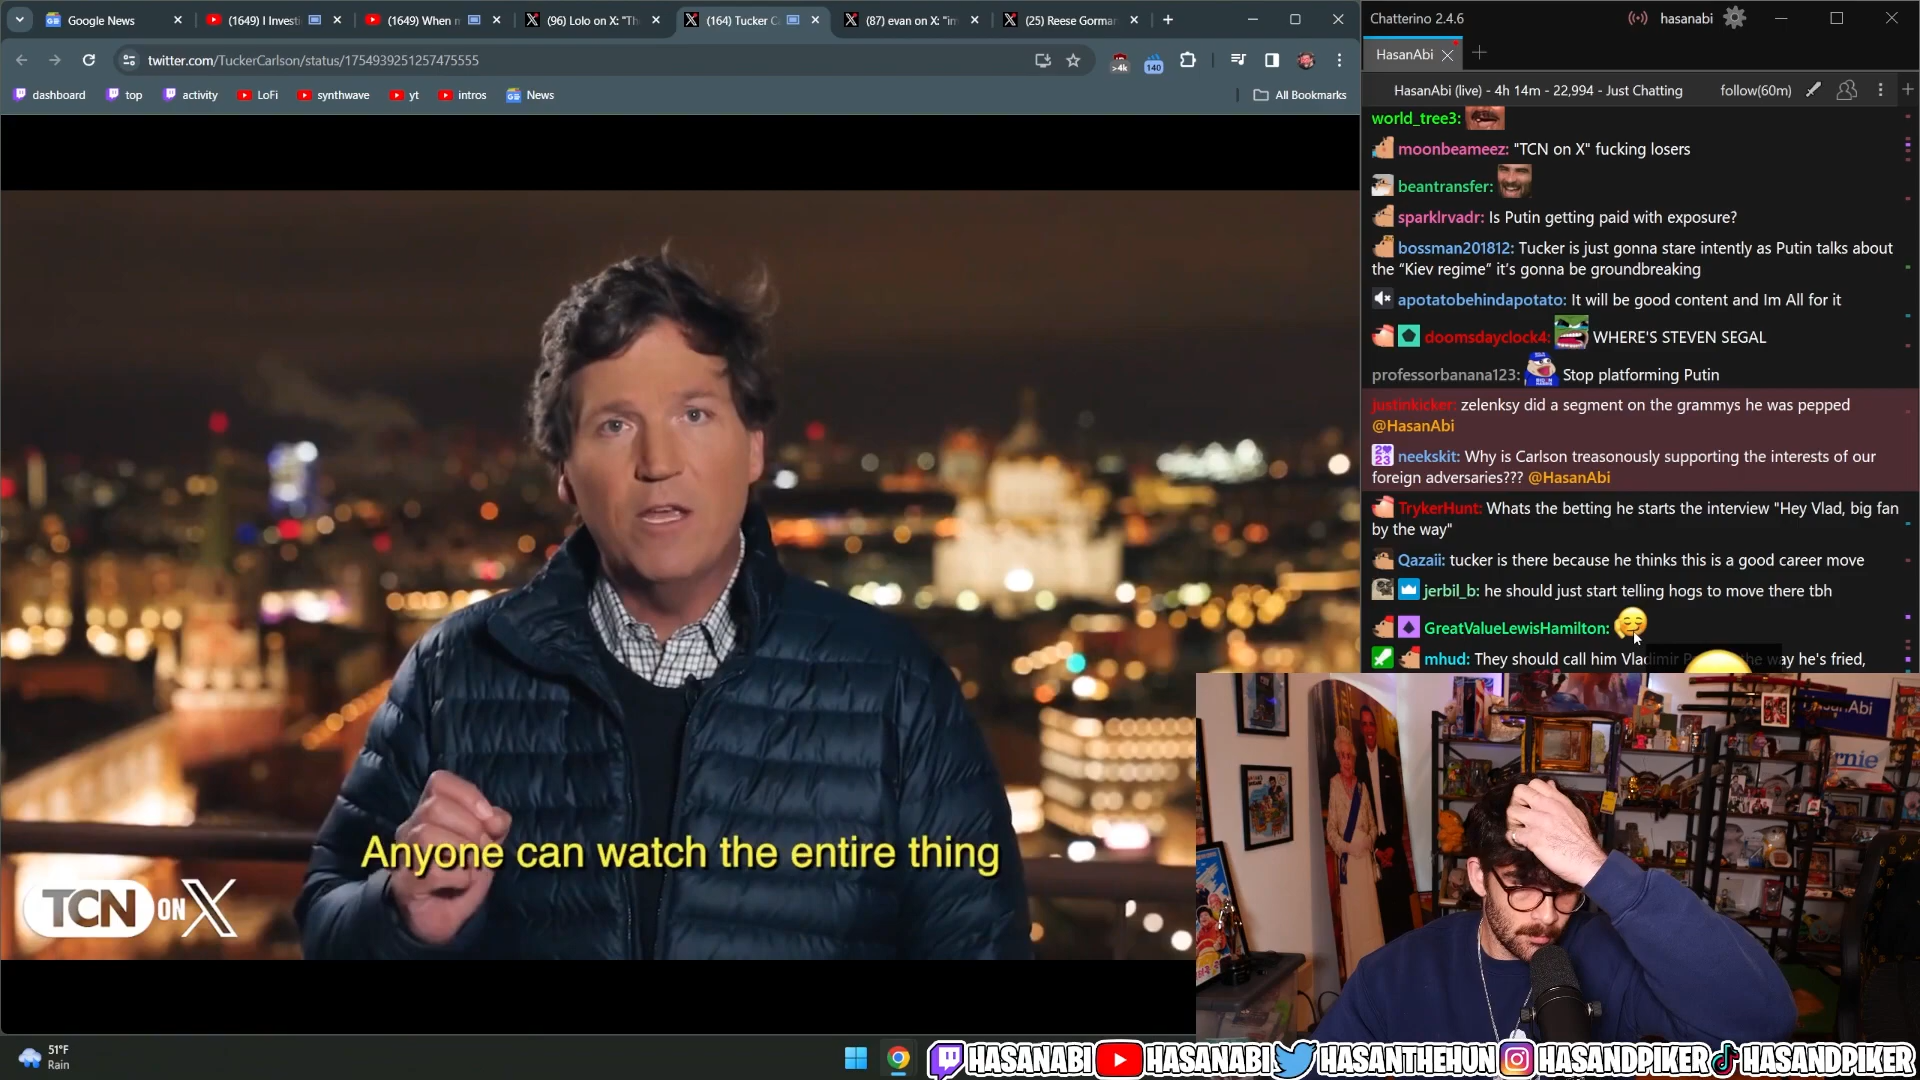 Google News
(1649) I Investi
(1649) When n
(96) Lolo on X: "Th
(164) Tucker C
(87) evan on X: "im
(25) Reese Gorma
Chatterino 2.4.6
hasanabi
twitter.com/TuckerCarlson/status/1754939251257475555
>4k
140
HasanAbi
dashboard
top
activity
LoFi
synthwave
yt
intros
News
All Bookmarks
HasanAbi (live) - 4h 14m - 22,994 - Just Chatting
follow(60m)
world_tree3:
moonbeameez: "TCN on X" fucking losers
beantransfer:
sparklrvadr: Is Putin getting paid with exposure?
bossman201812: Tucker is just gonna stare intently as Putin talks about
the “Kiev regime” it’s gonna be groundbreaking
apotatobehindapotato: It will be good content and Im All for it
doomsdayclock4: WHERE'S STEVEN SEGAL
professorbanana123: Stop platforming Putin
justinkicker: zelenksy did a segment on the grammys he was pepped
@HasanAbi
neekskit: Why is Carlson treasonously supporting the interests of our
foreign adversaries??? @HasanAbi
TrykerHunt: Whats the betting he starts the interview "Hey Vlad, big fan
by the way"
Qazaii: tucker is there because he thinks this is a good career move
jerbil_b: he should just start telling hogs to move there tbh
GreatValueLewisHamilton:
mhud: They should call him Vladimir way he's fried,
Anyone can watch the entire thing
TCN ON X
51°F
Rain
HASANABI
HASANABI
HASANTHEHUN
HASANDPIKER
HASANDPIKER